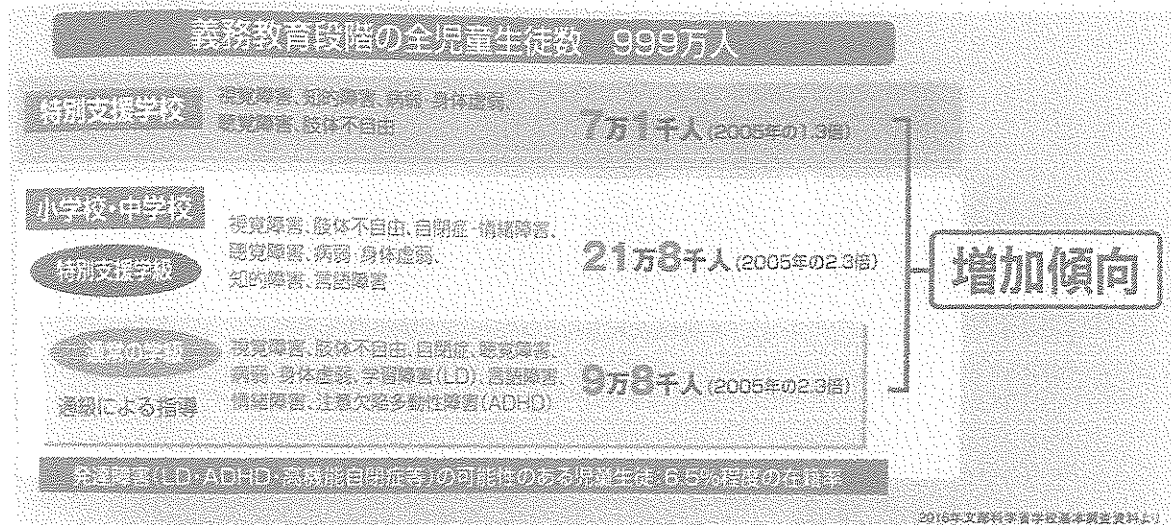 義務教育段階の全児童生徒数 999万人
特別支援学校
視覚障害、知的障害、病弱・身体虚弱、
聴覚障害、肢体不自由
7万1千人(2005年の1.3倍)
小学校・中学校
特別支援学級
視覚障害、肢体不自由、自閉症・情緒障害、
聴覚障害、病弱・身体虚弱、
知的障害、言語障害
21万8千人(2005年の2.3倍)
増加傾向
通常の学級
通級による指導
視覚障害、肢体不自由、自閉症、聴覚障害、
病弱・身体虚弱、学習障害(LD)、言語障害、
情緒障害、注意欠陥多動性障害(ADHD)
9万8千人(2005年の2.3倍)
発達障害(LD・ADHD・高機能自閉症等)の可能性のある児童生徒 6.5%程度の在籍率
2016年文部科学省学校基本調査資料より